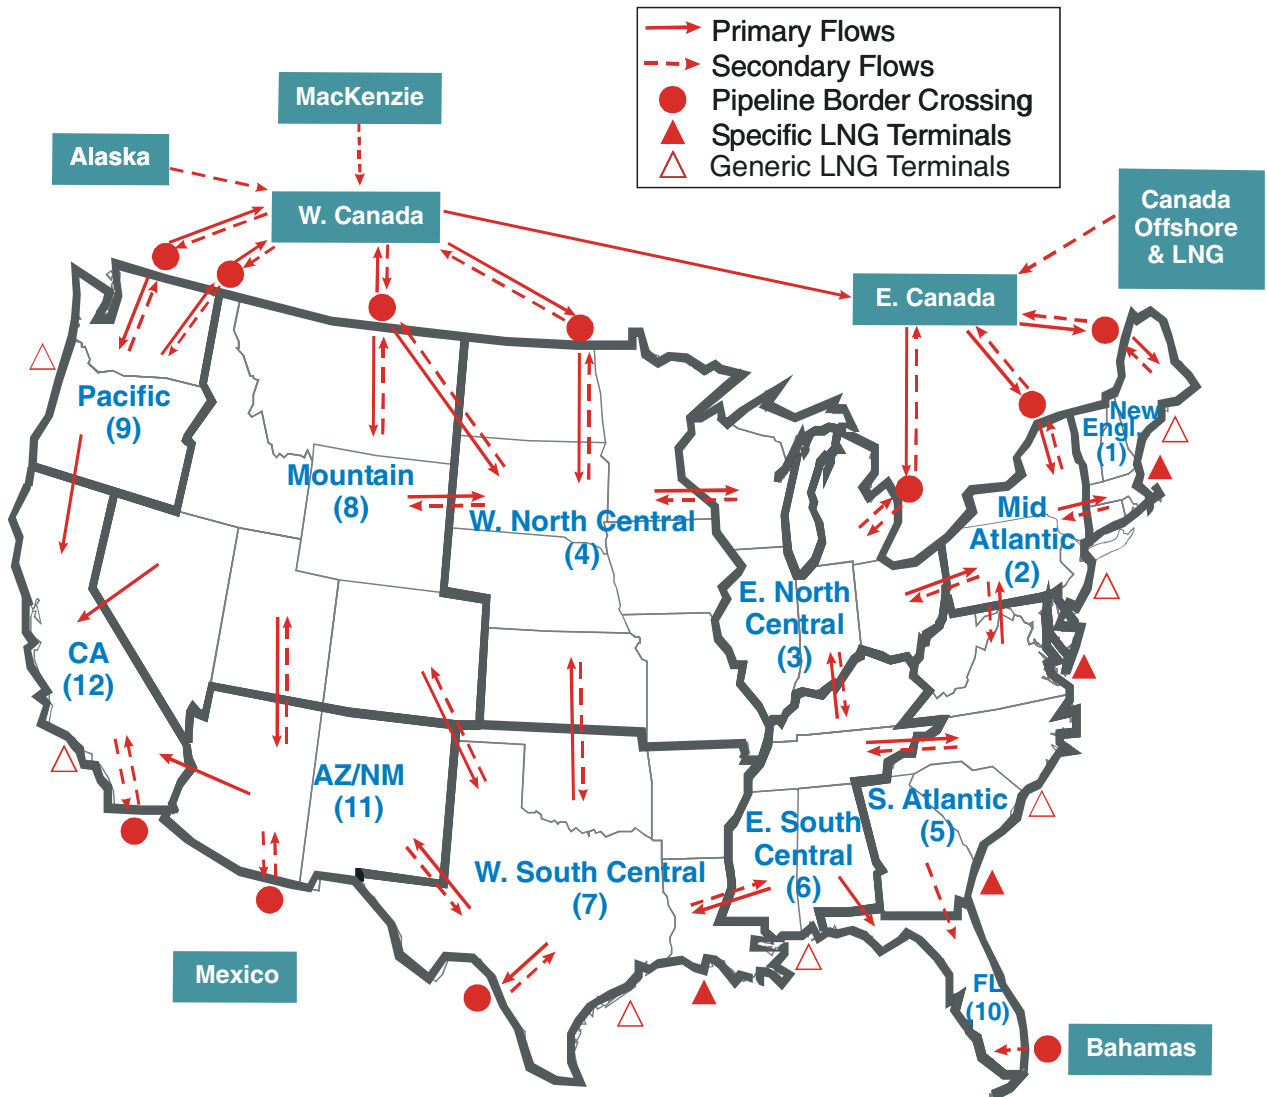 Primary Flows
Secondary Flows
Pipeline Border Crossing
Specific LNG Terminals
Generic LNG Terminals
MacKenzie
Alaska
W. Canada
Canada
Offshore
& LNG
E. Canada
Pacific
(9)
New
Engl.
(1)
Mountain
(8)
W. North Central
(4)
Mid
Atlantic
(2)
E. North
Central
(3)
CA
(12)
AZ/NM
(11)
S. Atlantic
(5)
E. South
Central
(6)
W. South Central
(7)
Mexico
FL
(10)
Bahamas